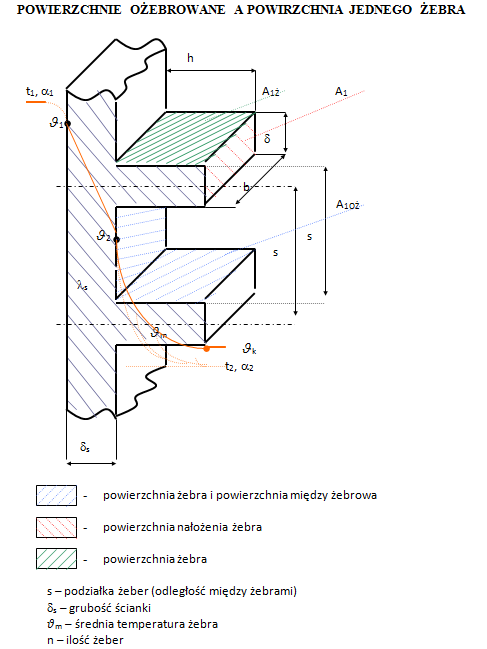 POWIERZCHNIE OŻEBROWANE A POWIRZCHNIA JEDNEGO ŻEBRA
h
t₁, α₁
A₁ż
A₁
ϑ₁
δ
b
A₁oż
ϑ₂
s
s
λₛ
ϑₘ
ϑₖ
t₂, α₂
δₛ
- powierzchnia żebra i powierzchnia między żebrowa
- powierzchnia nałożenia żebra
- powierzchnia żebra
s – podziałka żeber (odległość między żebrami)
δₛ – grubość ścianki
ϑₘ – średnia temperatura żebra
n – ilość żeber